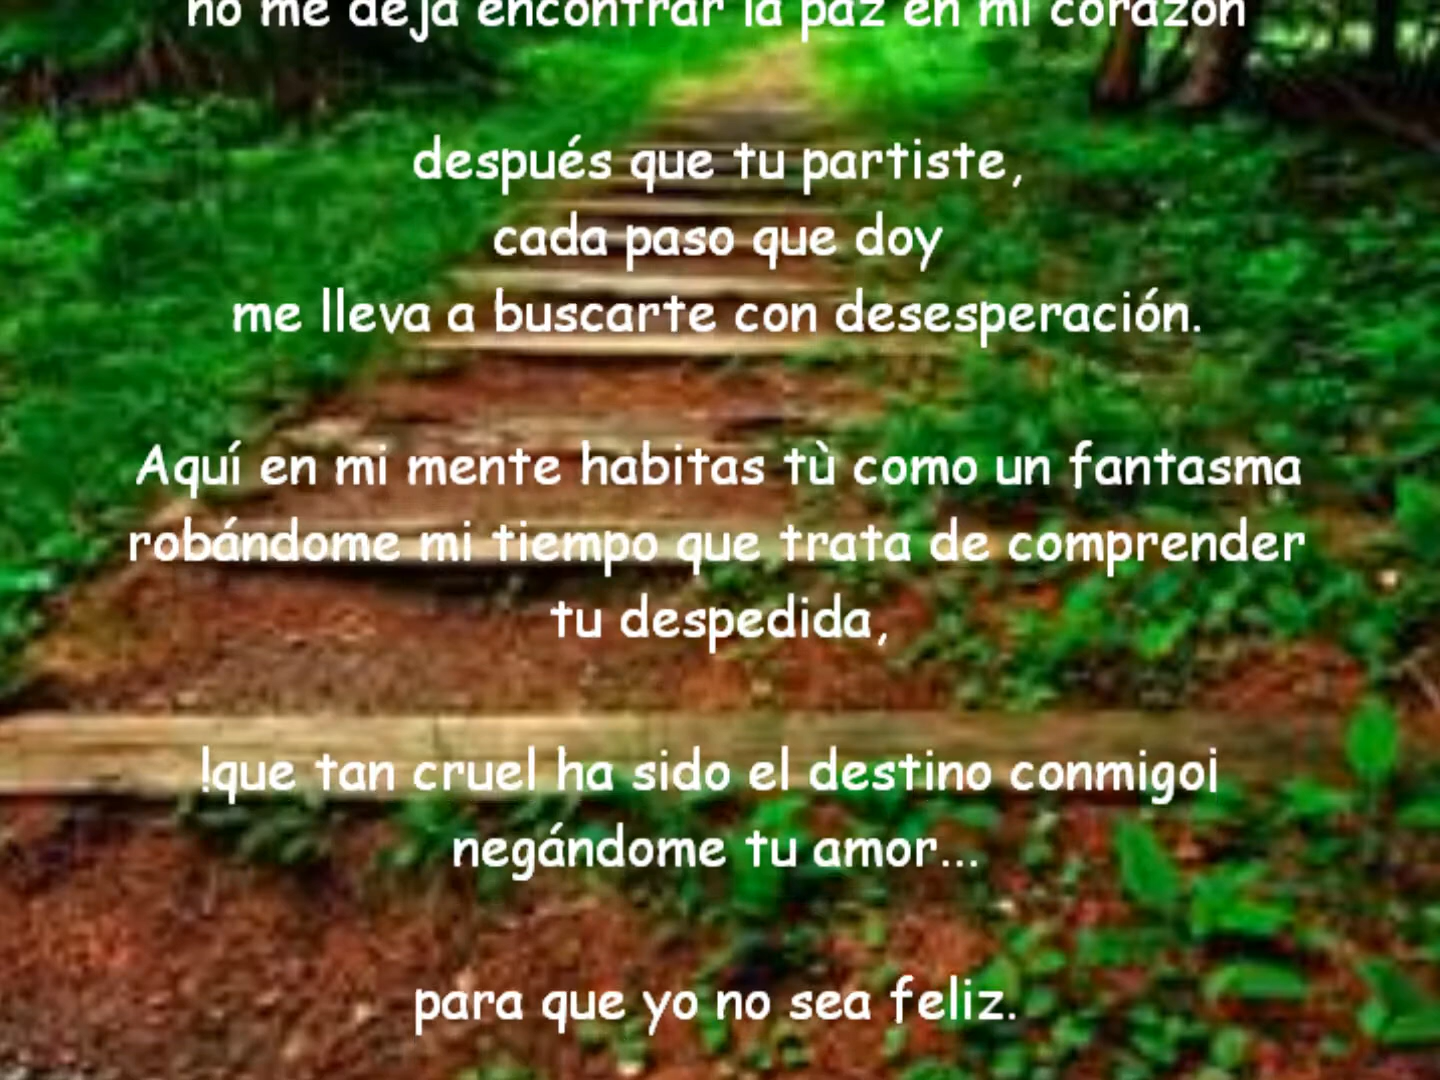 no me deja encontrar la paz en mi corazón
después que tu partiste,
cada paso que doy
me lleva a buscarte con desesperación.
Aquí en mi mente habitas tù como un fantasma
robándome mi tiempo que trata de comprender
tu despedida,
!que tan cruel ha sido el destino conmigo¡
negándome tu amor...
para que yo no sea feliz.